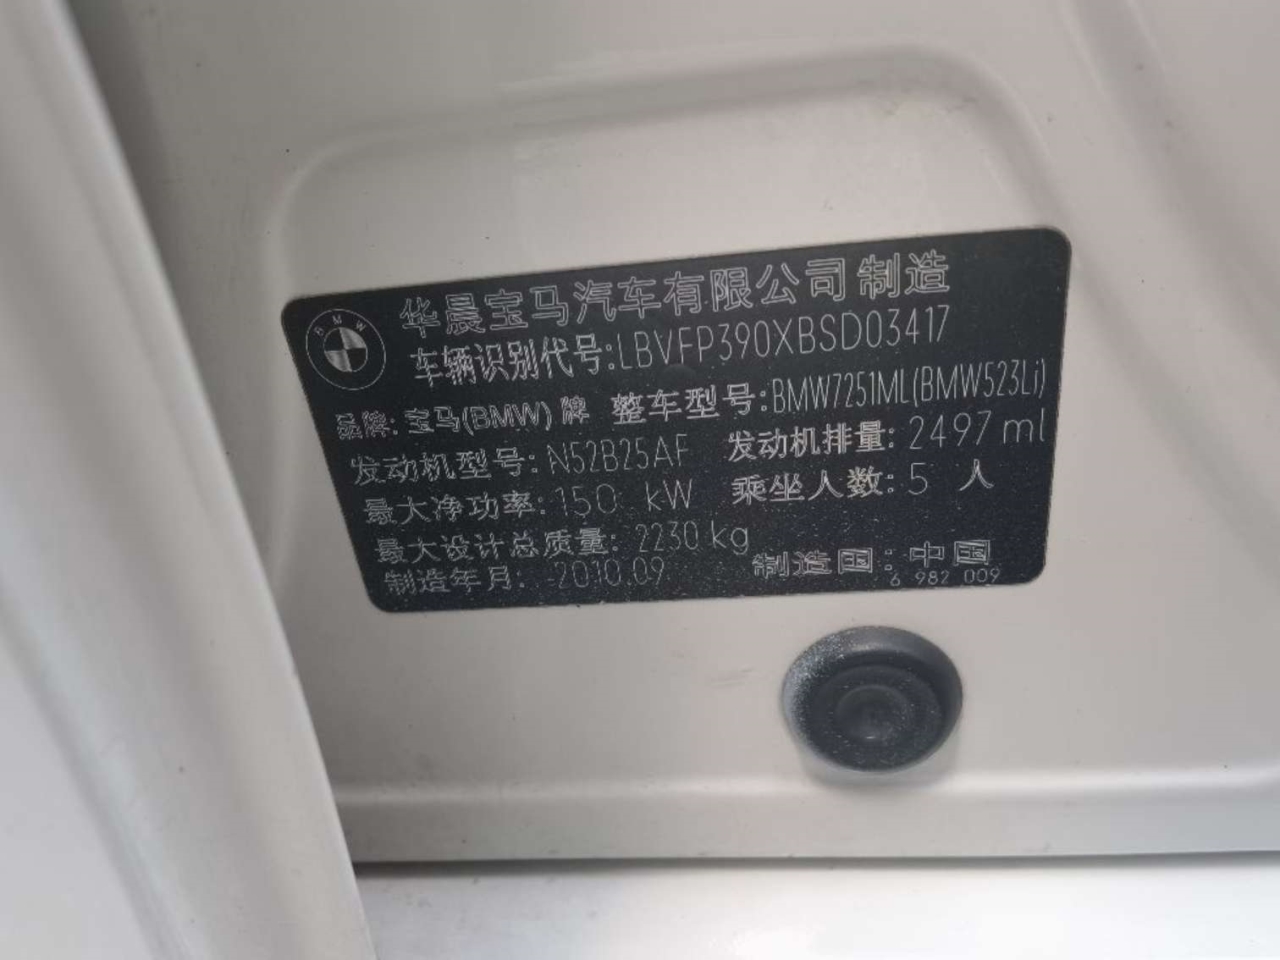 BMW
华晨宝马汽车有限公司制造
车辆识别代号:LBVFP390XBSD03417
品牌:宝马(BMW)牌 整车型号:BMW7251ML(BMW523Li)
发动机型号:N52B25AF 发动机排量:2497 ml
最大净功率:150 kW 乘坐人数:5 人
最大设计总质量:2230 kg
制造年月:2010.09 制造国:中国
6 982 009